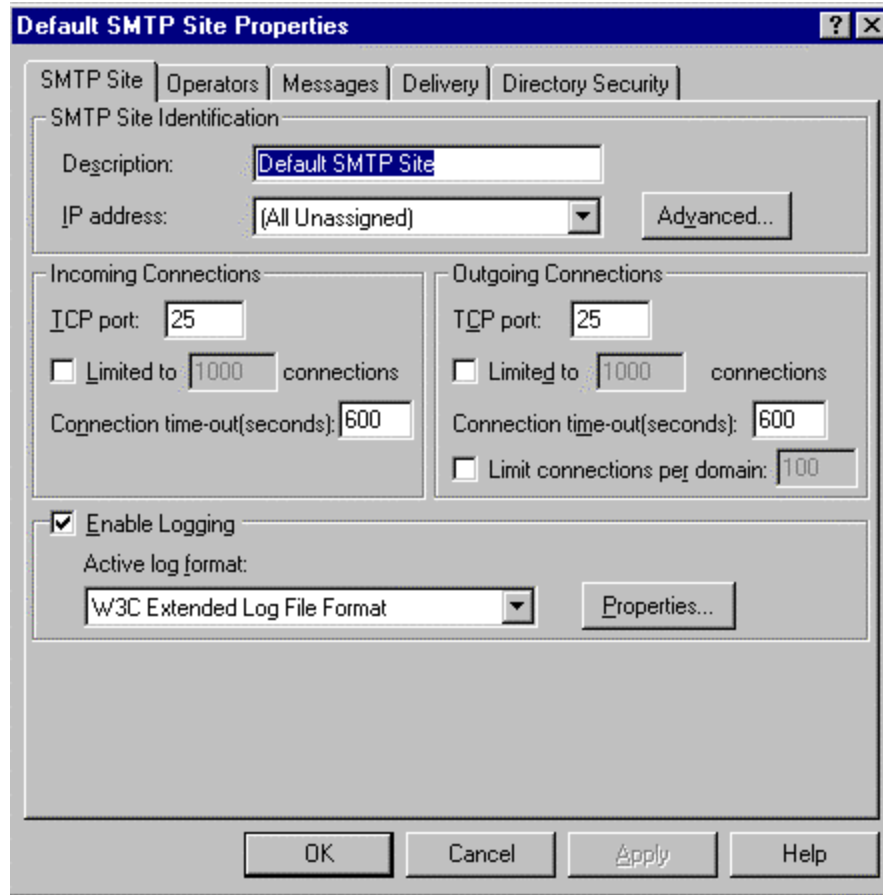 Default SMTP Site Properties
SMTP Site Operators Messages Delivery Directory Security
SMTP Site Identification
Description: Default SMTP Site
IP address: (All Unassigned) Advanced...
Incoming Connections
TCP port: 25
Limited to 1000 connections
Connection time-out(seconds): 600
Outgoing Connections
TCP port: 25
Limited to 1000 connections
Connection time-out(seconds): 600
Limit connections per domain: 100
Enable Logging
Active log format:
W3C Extended Log File Format Properties...
OK Cancel Apply Help